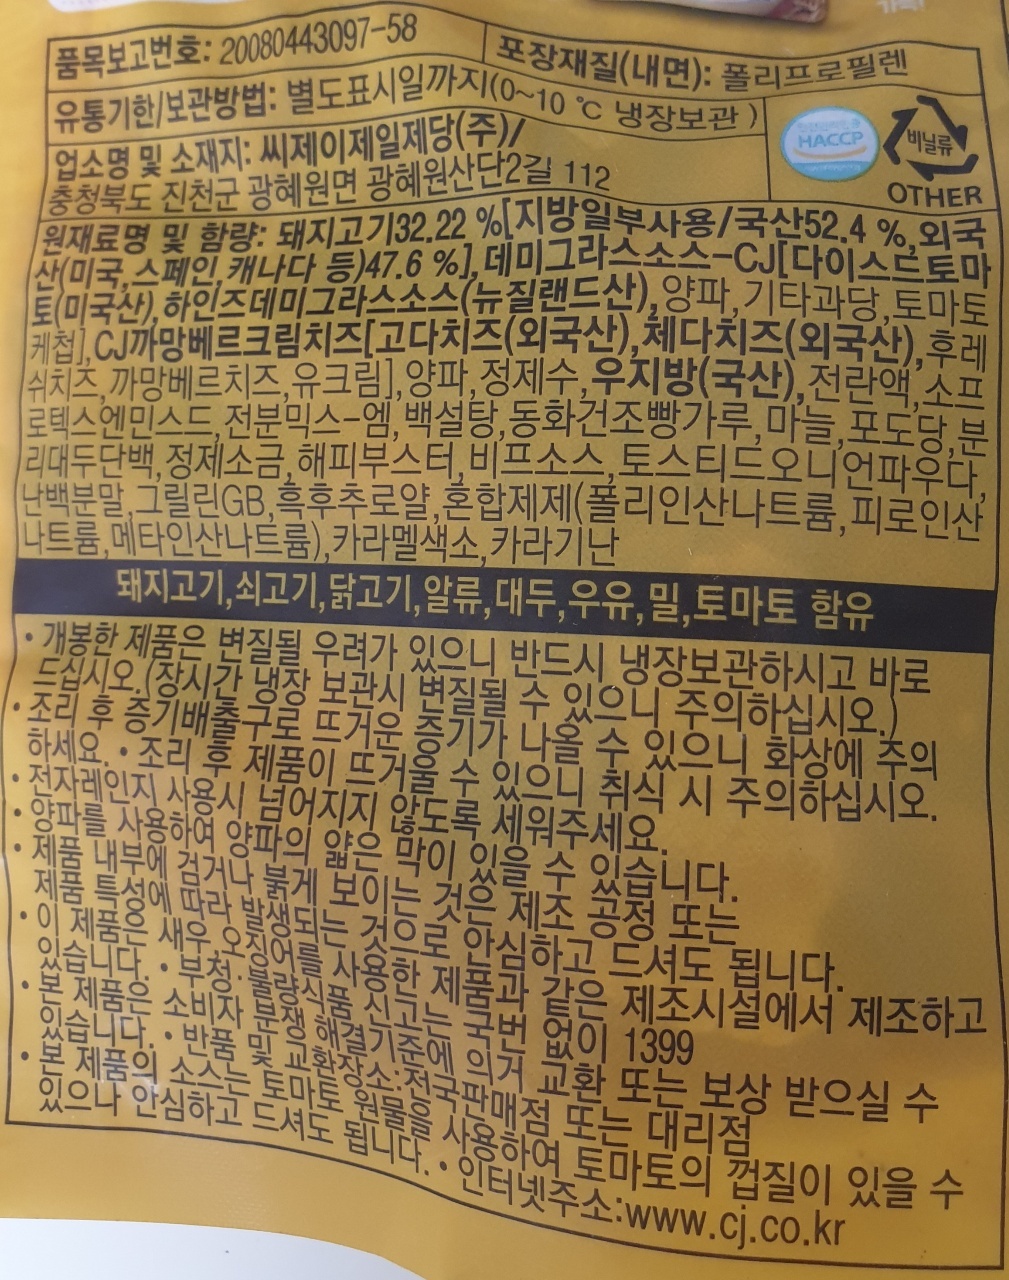 품목보고번호: 20080443097-58
포장재질(내면): 폴리프로필렌
유통기한/보관방법: 별도표시일까지(0~10 ℃ 냉장보관)
업소명 및 소재지: 씨제이제일제당(주)/
충청북도 진천군 광혜원면 광혜원산단2길 112
HACCP
비닐류
OTHER
원재료명 및 함량: 돼지고기32.22 %[지방일부사용/국산52.4 %,외국
산(미국,스페인,캐나다 등)47.6 %],데미그라스소스-CJ[다이스드토마
토(미국산),하인즈데미그라스소스(뉴질랜드산),양파,기타과당,토마토
케첩],CJ까망베르크림치즈[고다치즈(외국산),체다치즈(외국산),후레
쉬치즈,까망베르치즈,유크림],양파,정제수,우지방(국산),전란액,소프
로텍스엔민스드,전분믹스-엠,백설탕,동화건조빵가루,마늘,포도당,분
리대두단백,정제소금,해피부스터,비프소스,토스티드오니언파우다,
난백분말,그릴린GB,흑후추로얄,혼합제제(폴리인산나트륨,피로인산
나트륨,메타인산나트륨),카라멜색소,카라기난
돼지고기,쇠고기,닭고기,알류,대두,우유,밀,토마토 함유
• 개봉한 제품은 변질될 우려가 있으니 반드시 냉장보관하시고 바로
드십시오.(장시간 냉장 보관시 변질될 수 있으니 주의하십시오.)
• 조리 후 증기배출구로 뜨거운 증기가 나올 수 있으니 화상에 주의
하세요. • 조리 후 제품이 뜨거울 수 있으니 취식 시 주의하십시오.
• 전자레인지 사용시 넘어지지 않도록 세워주세요.
• 양파를 사용하여 양파의 얇은 막이 있을 수 있습니다.
• 제품 내부에 검거나 붉게 보이는 것은 제조 공정 또는
제품 특성에 따라 발생되는 것으로 안심하고 드셔도 됩니다.
• 이 제품은 새우,오징어를 사용한 제품과 같은 제조시설에서 제조하고
있습니다. • 부정·불량식품 신고는 국번 없이 1399
• 본 제품은 소비자 분쟁 해결기준에 의거 교환 또는 보상 받으실 수
있습니다. • 반품 및 교환장소:전국판매점 또는 대리점
• 본 제품의 소스는 토마토 원물을 사용하여 토마토의 껍질이 있을 수
있으나 안심하고 드셔도 됩니다. • 인터넷주소:www.cj.co.kr